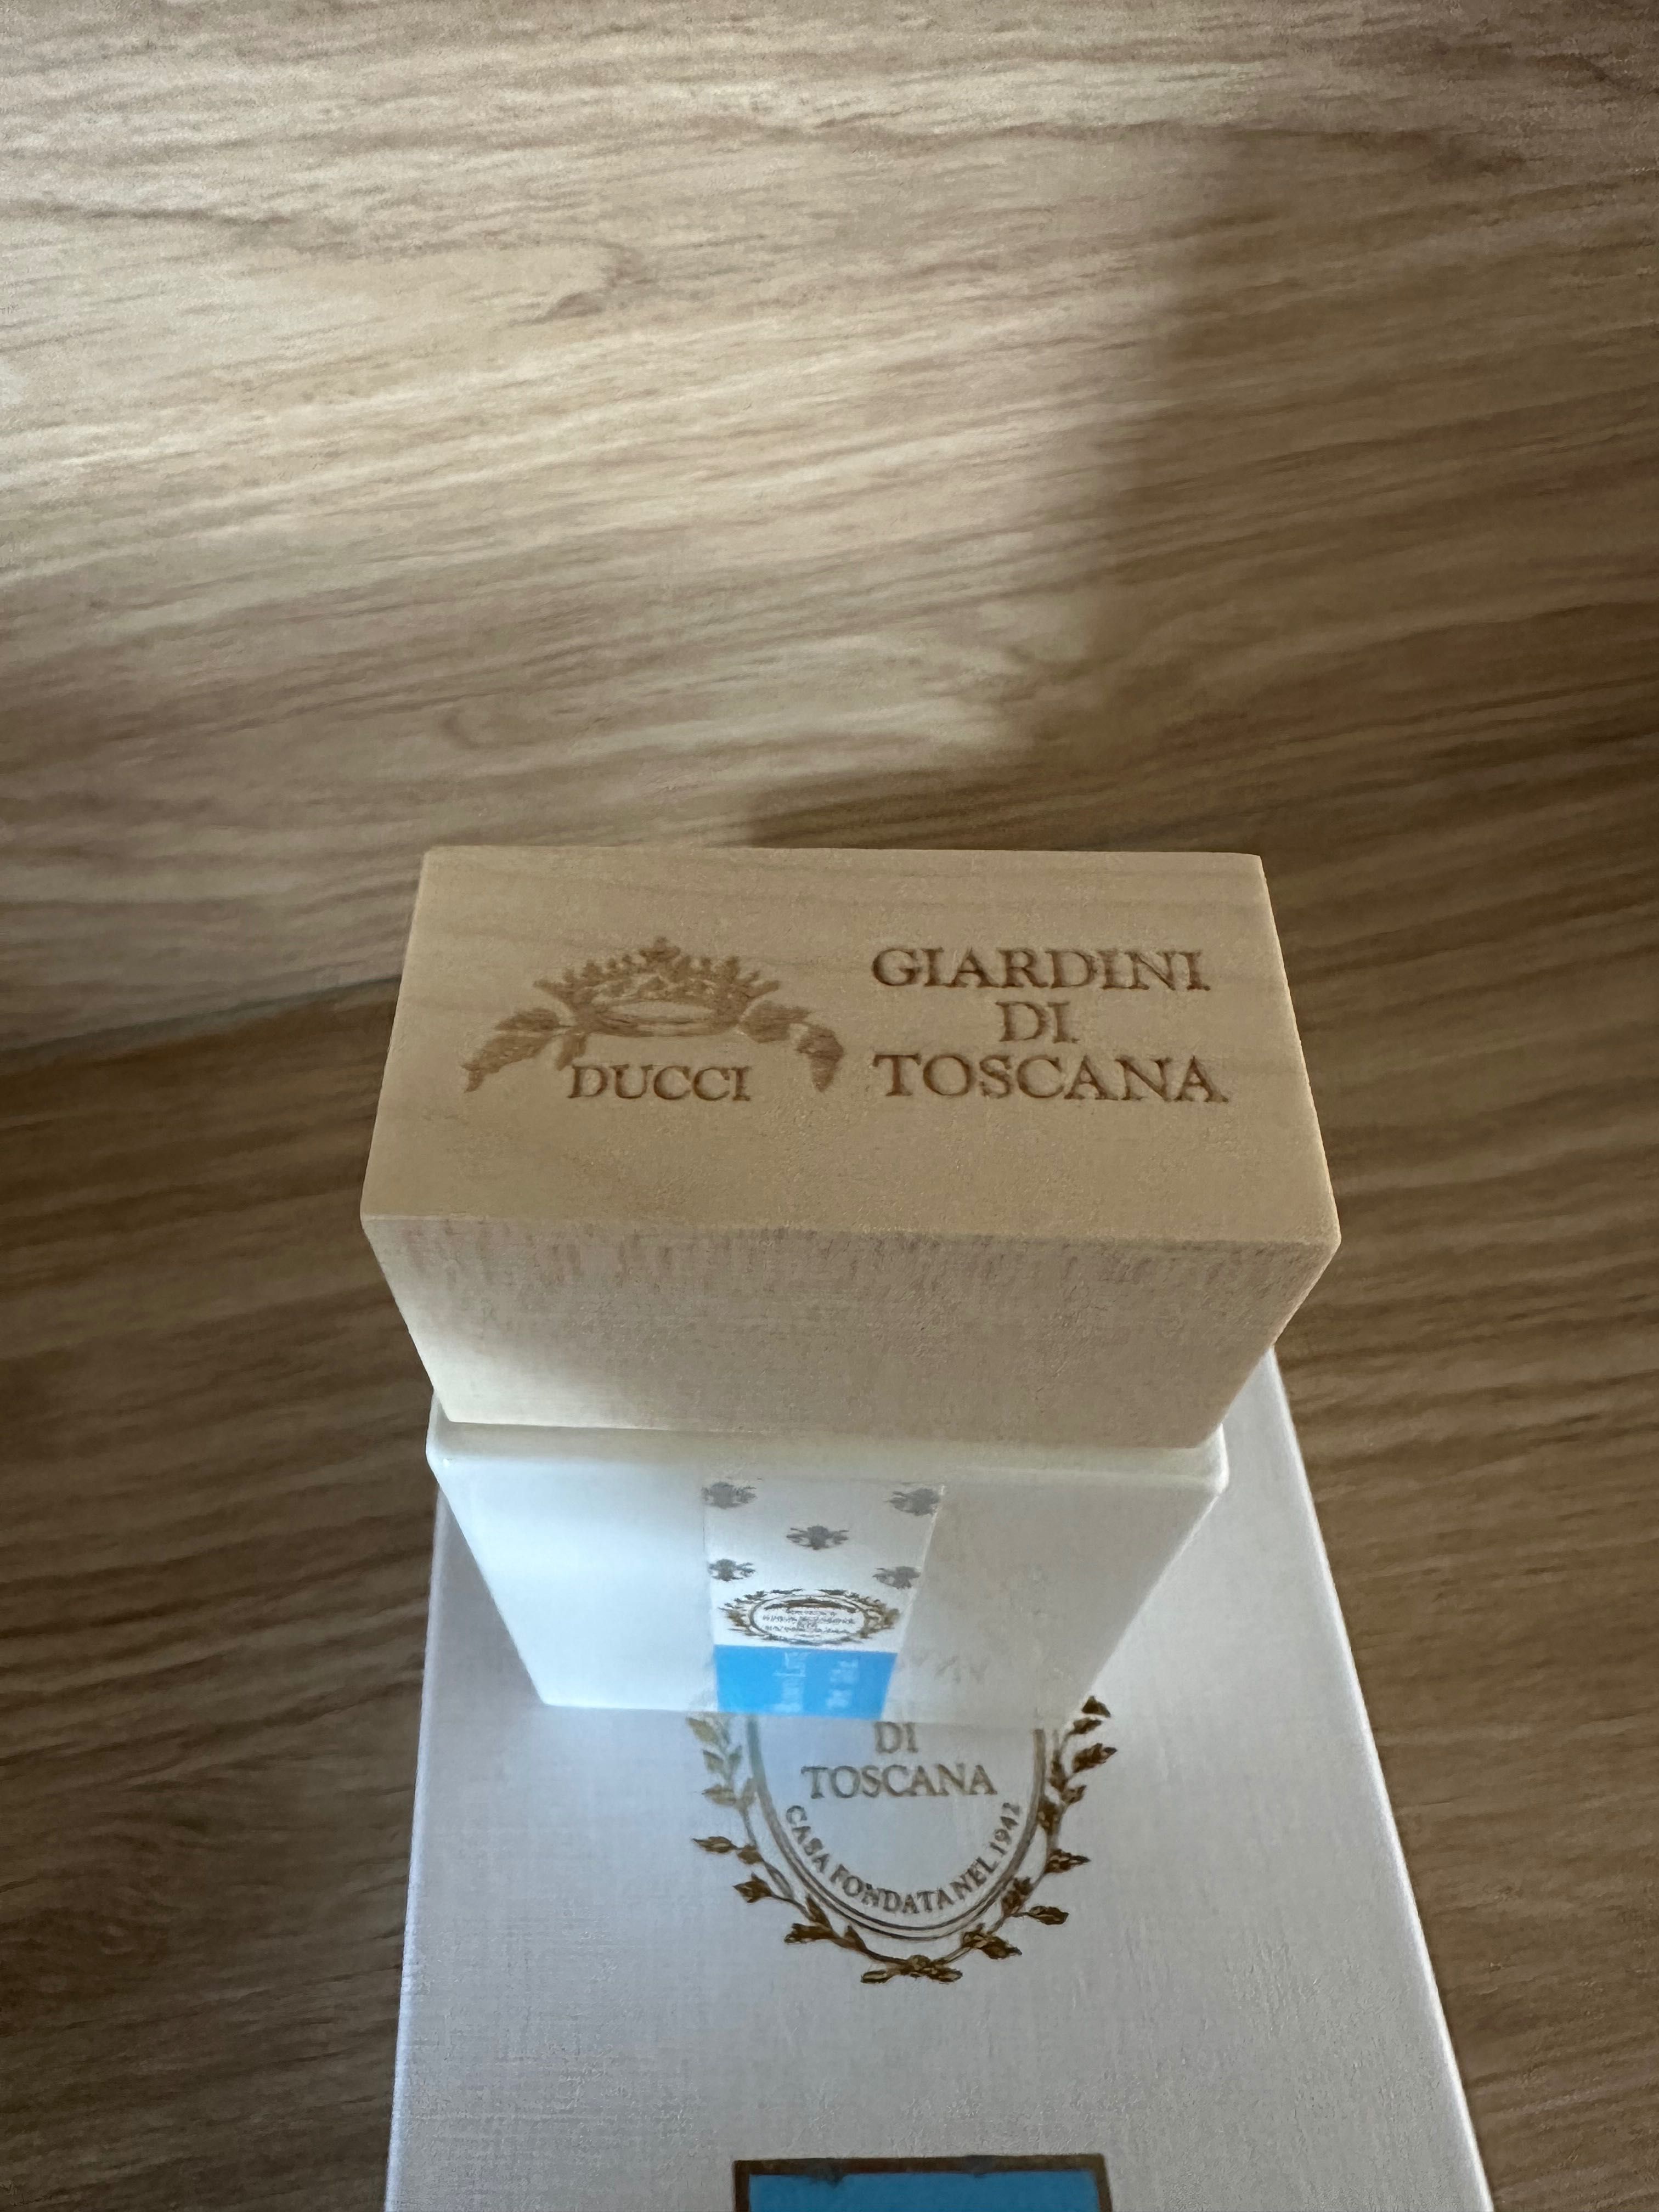 DUCCI
GIARDINI
DI
TOSCANA
DI
TOSCANA
CASA FONDATA NEL 1942